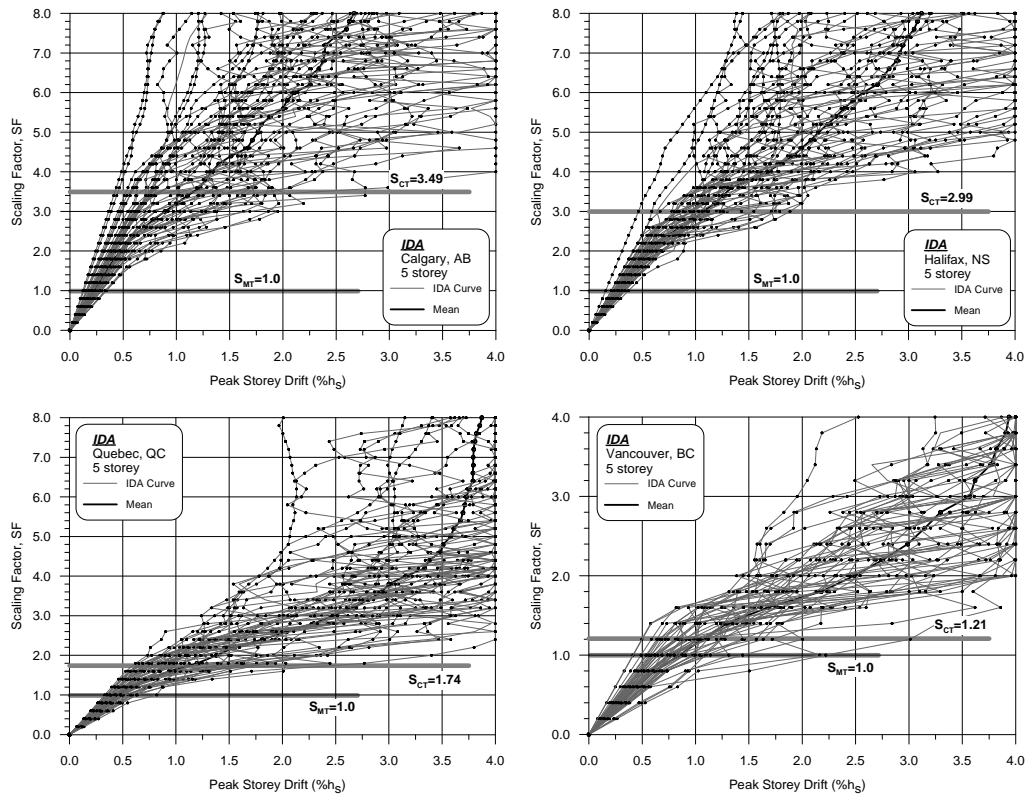 8.0
7.0
6.0
5.0
4.0
3.0
2.0
1.0
0.0
Scaling Factor, SF
S_CT=3.49
S_MT=1.0
IDA
Calgary, AB
5 storey
IDA Curve
Mean
0.0 0.5 1.0 1.5 2.0 2.5 3.0 3.5 4.0
Peak Storey Drift (%h_S)
8.0
7.0
6.0
5.0
4.0
3.0
2.0
1.0
0.0
Scaling Factor, SF
S_CT=2.99
S_MT=1.0
IDA
Halifax, NS
5 storey
IDA Curve
Mean
0.0 0.5 1.0 1.5 2.0 2.5 3.0 3.5 4.0
Peak Storey Drift (%h_S)
8.0
7.0
6.0
5.0
4.0
3.0
2.0
1.0
0.0
Scaling Factor, SF
IDA
Quebec, QC
5 storey
IDA Curve
Mean
S_CT=1.74
S_MT=1.0
0.0 0.5 1.0 1.5 2.0 2.5 3.0 3.5 4.0
Peak Storey Drift (%h_S)
4.0
3.0
2.0
1.0
0.0
Scaling Factor, SF
IDA
Vancouver, BC
5 storey
IDA Curve
Mean
S_CT=1.21
S_MT=1.0
0.0 0.5 1.0 1.5 2.0 2.5 3.0 3.5 4.0
Peak Storey Drift (%h_S)